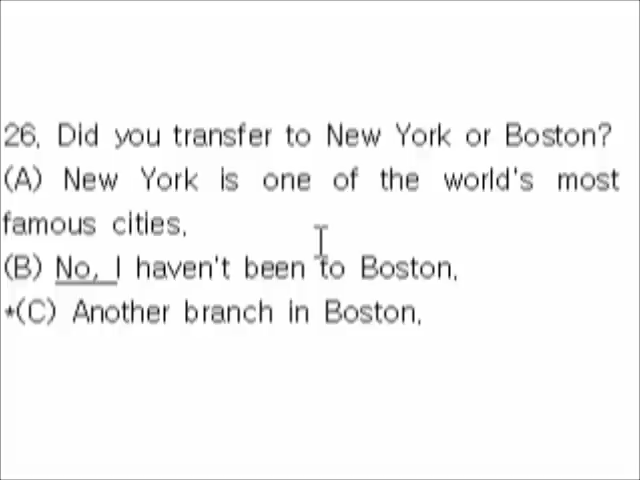 26. Did you transfer to New York or Boston?
(A) New York is one of the world's most
famous cities.
(B) No, I haven't been to Boston.
*(C) Another branch in Boston.